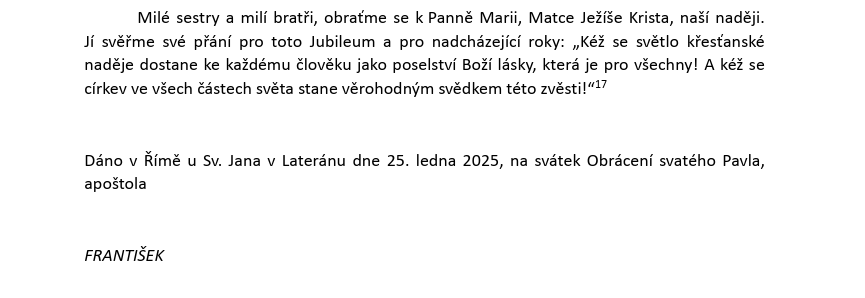 Milé sestry a milí bratři, obraťme se k Panně Marii, Matce Ježíše Krista, naší naději.
Jí svěřme své přání pro toto Jubileum a pro nadcházející roky: „Kéž se světlo křesťanské
naděje dostane ke každému člověku jako poselství Boží lásky, která je pro všechny! A kéž se
církev ve všech částech světa stane věrohodným svědkem této zvěsti!“17
Dáno v Římě u Sv. Jana v Lateránu dne 25. ledna 2025, na svátek Obrácení svatého Pavla,
apoštola
FRANTIŠEK